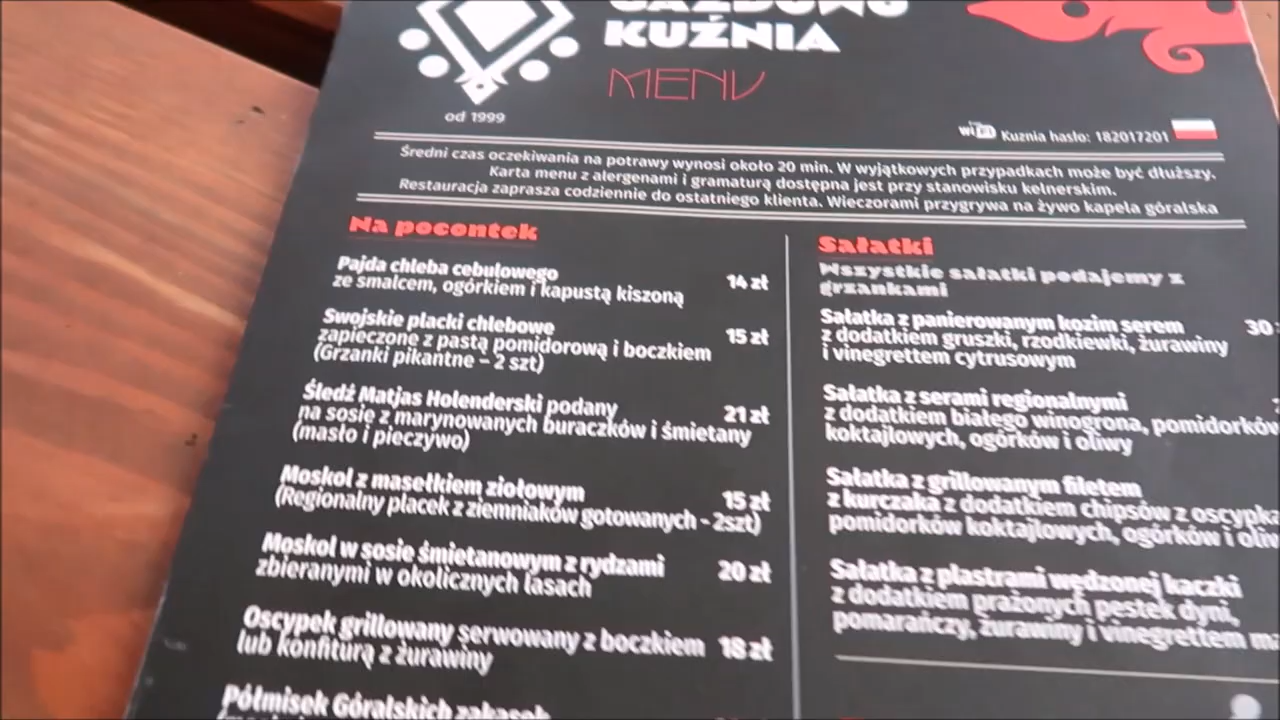 KUŹNIA
MENU
od 1999
WiFi Kuznia hasło: 182017201
Średni czas oczekiwania na potrawy wynosi około 20 min. W wyjątkowych przypadkach może być dłuższy.
Karta menu z alergenami i gramaturą dostępna jest przy stanowisku kelnerskim.
Restauracja zaprasza codziennie do ostatniego klienta. Wieczorami przygrywa na żywo kapela góralska
Na pocontek
Pajda chleba cebulowego
ze smalcem, ogórkiem i kapustą kiszoną 14 zł
Swojskie placki chlebowe
zapieczone z pastą pomidorową i boczkiem 15 zł
(Grzanki pikantne – 2 szt)
Śledź Matjas Holenderski podany 21 zł
na sosie z marynowanych buraczków i śmietany
(masło i pieczywo)
Moskol z masełkiem ziołowym 15 zł
(Regionalny placek z ziemniaków gotowanych - 2szt)
Moskol w sosie śmietanowym z rydzami 20 zł
zbieranymi w okolicznych lasach
Oscypek grillowany serwowany z boczkiem 18 zł
lub konfiturą z żurawiny
Półmisek Góralskich zakąsek
Sałatki
Wszystkie sałatki podajemy z
grzankami
Sałatka z panierowanym kozim serem 30
z dodatkiem gruszki, rzodkiewki, żurawiny
i vinegrettem cytrusowym
Sałatka z serami regionalnymi
z dodatkiem białego winogrona, pomidorków
koktajlowych, ogórków i oliwy
Sałatka z grillowanym filetem
z kurczaka z dodatkiem chipsów z oscypka
pomidorków koktajlowych, ogórków i oliw
Sałatka z plastrami wędzonej kaczki
z dodatkiem prażonych pestek dyni,
pomarańczy, żurawiny i vinegrettem